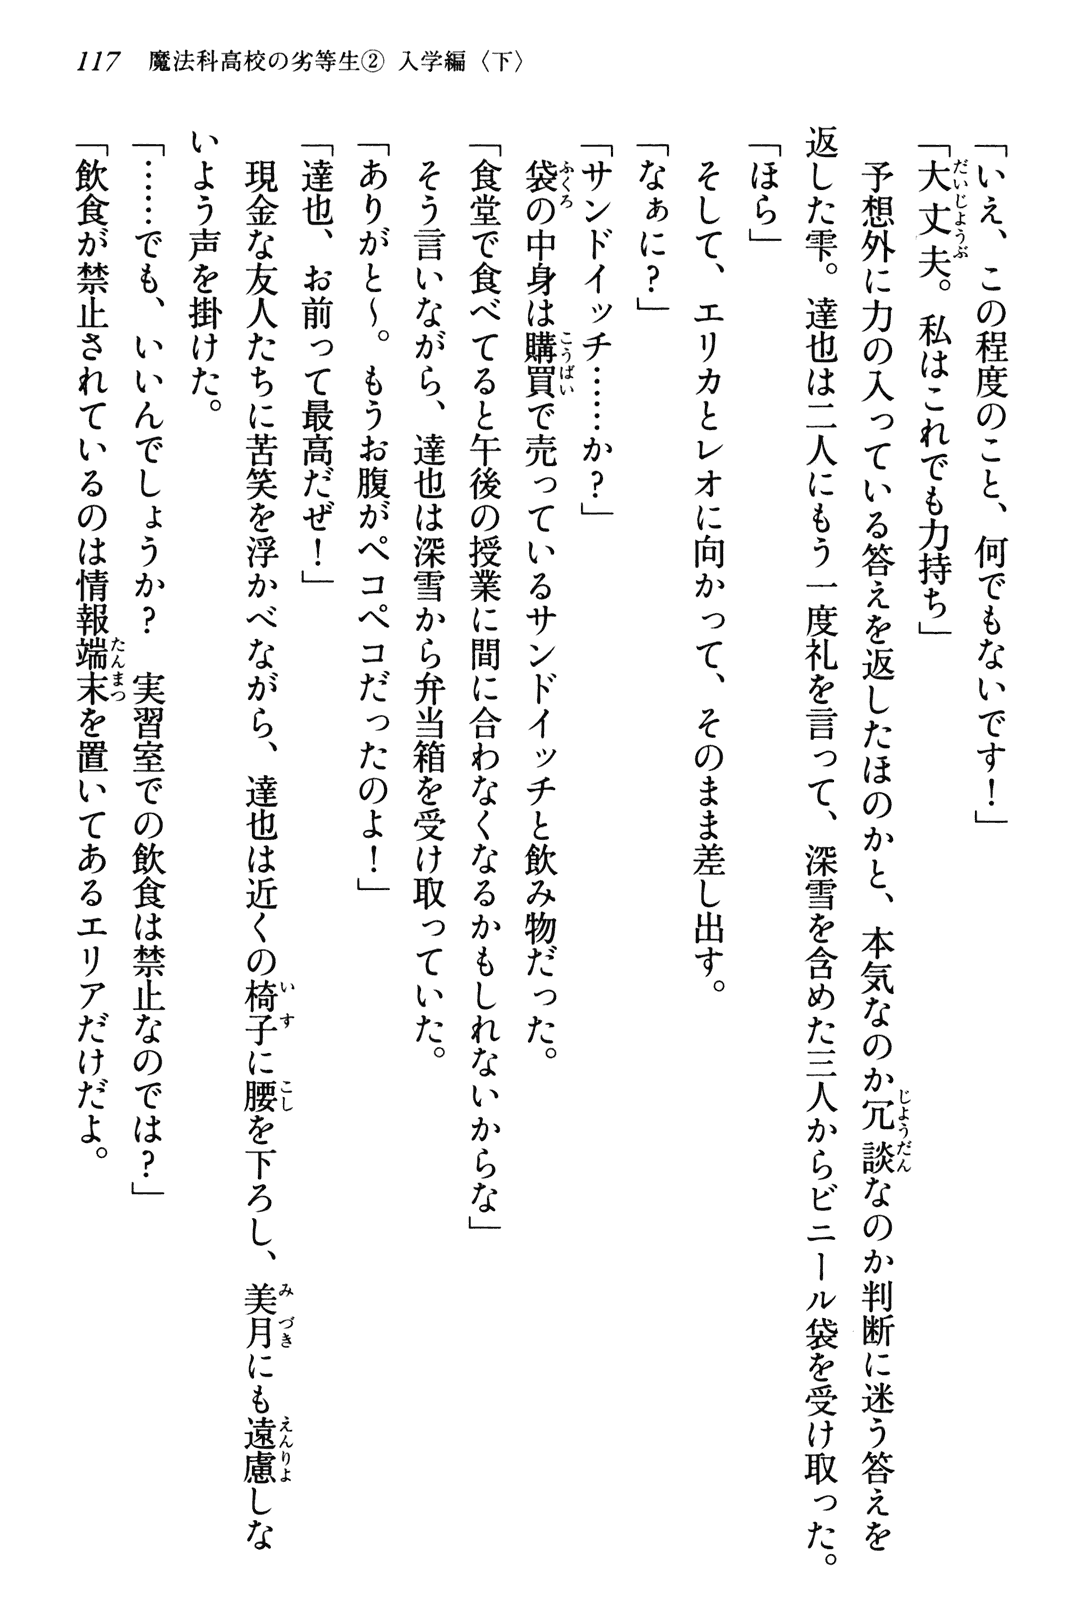 117　魔法科高校の劣等生② 入学編〈下〉
「いえ、この程度のこと、何でもないです！」
「大丈夫。私はこれでも力持ち」
　予想外に力の入っている答えを返したほのかと、本気なのか冗談なのか判断に迷う答えを
返した雫。達也は二人にもう一度礼を言って、深雪を含めた三人からビニール袋を受け取った。
「ほら」
　そして、エリカとレオに向かって、そのまま差し出す。
「なぁに？」
「サンドイッチ……か？」
　袋の中身は購買で売っているサンドイッチと飲み物だった。
「食堂で食べてると午後の授業に間に合わなくなるかもしれないからな」
　そう言いながら、達也は深雪から弁当箱を受け取っていた。
「ありがと～。もうお腹がペコペコだったのよ！」
「達也、お前って最高だぜ！」
　現金な友人たちに苦笑を浮かべながら、達也は近くの椅子に腰を下ろし、美月にも遠慮しな
いよう声を掛けた。
「……でも、いいんでしょうか？　実習室での飲食は禁止なのでは？」
「飲食が禁止されているのは情報端末を置いてあるエリアだけだよ。